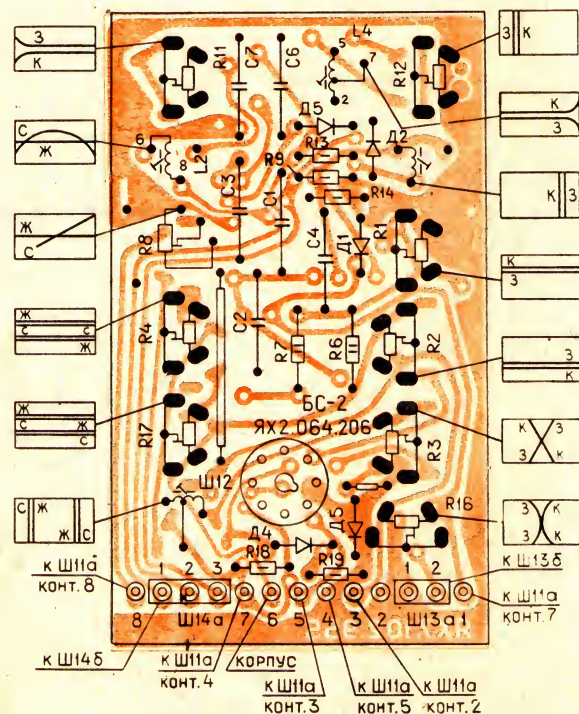 З
К
R11
C7
C6
L4
5
7
2
R12
З К
С
Ж
6
8
L2
Д5
R13
R9
R14
Д2
К
З
К З
Ж
С
R8
C3
C1
C4
Д1
R1
К
З
Ж
С
С
Ж
R4
C2
R7
R6
R2
З
К
Ж
С
Ж
С
R17
БС-2
ЯХ2.064.206
R3
К З
З К
С Ж Ж С
Ш12
Д4
R18
Д5
R19
R16
З К
З К
к Ш11а
конт. 8
1 2 3
1 2
к Ш13б
к Ш11а
конт. 7
8 Ш14а 7 6 5 4 3 2 Ш13а 1
к Ш14б
к Ш11а
конт. 4
корпус
к Ш11а
конт. 3
к Ш11а
конт. 5
к Ш11а
конт. 2